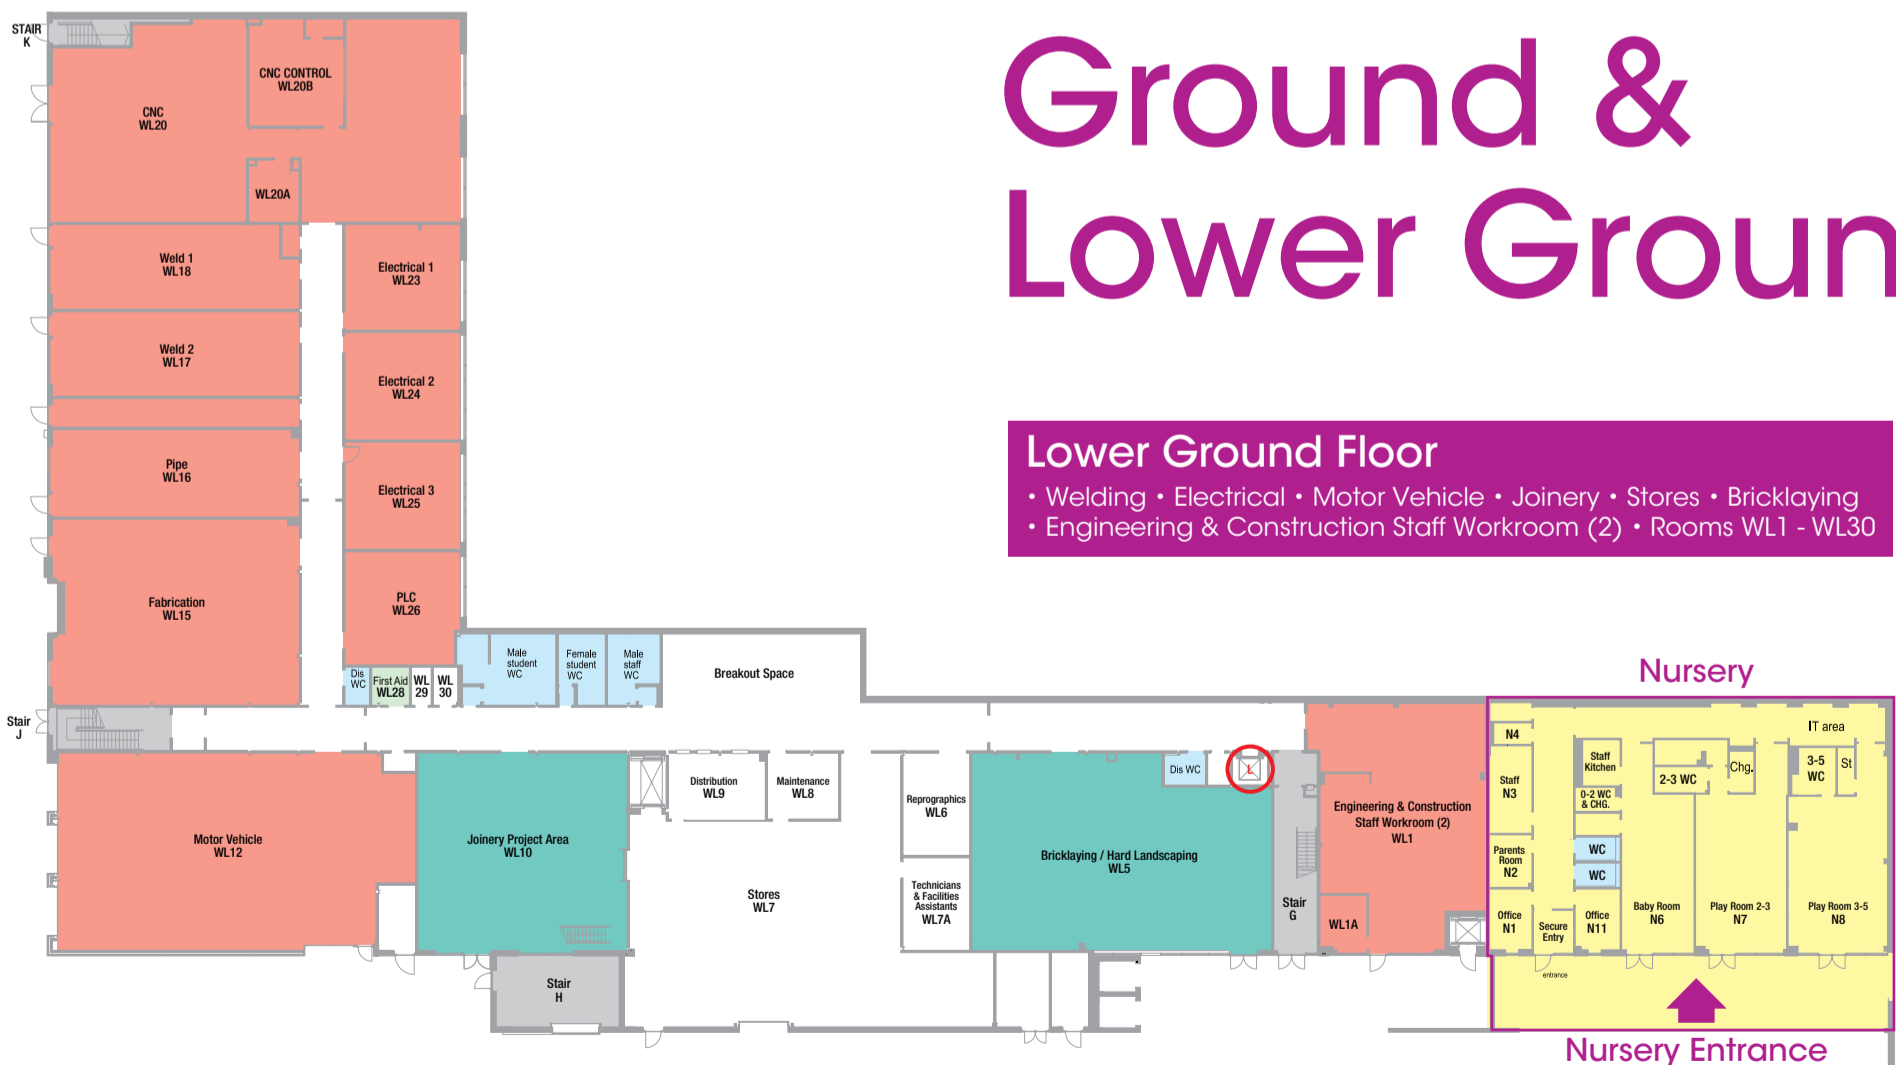 Ground &
Lower Groun
Lower Ground Floor
• Welding • Electrical • Motor Vehicle • Joinery • Stores • Bricklaying
• Engineering & Construction Staff Workroom (2) • Rooms WL1 - WL30
STAIR
K
CNC CONTROL
WL20B
CNC
WL20
WL20A
Weld 1
WL18
Electrical 1
WL23
Weld 2
WL17
Electrical 2
WL24
Pipe
WL16
Electrical 3
WL25
Fabrication
WL15
PLC
WL26
Dis
WC
First Aid
WL28
WL
29
WL
30
Male
student
WC
Female
student
WC
Male
staff
WC
Breakout Space
Stair
J
Motor Vehicle
WL12
Joinery Project Area
WL10
Distribution
WL9
Maintenance
WL8
Stores
WL7
Reprographics
WL6
Technicians
& Facilities
Assistants
WL7A
Bricklaying / Hard Landscaping
WL5
Dis WC
L
Stair
G
Stair
H
Engineering & Construction
Staff Workroom (2)
WL1
WL1A
Nursery
N4
Staff
N3
Parents
Room
N2
Office
N1
Secure
Entry
entrance
Staff
Kitchen
0-2 WC
& CHG.
WC
WC
Office
N11
2-3 WC
Chg.
IT area
3-5
WC
St
Baby Room
N6
Play Room 2-3
N7
Play Room 3-5
N8
Nursery Entrance